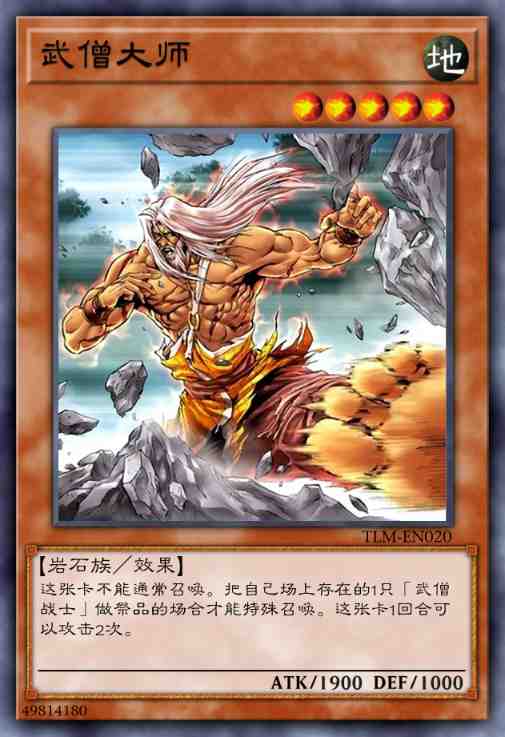 武僧大师
地
TLM-EN020
【岩石族／效果】
这张卡不能通常召唤。把自己场上存在的1只「武僧
战士」做祭品的场合才能特殊召唤。这张卡1回合可
以攻击2次。
ATK/1900 DEF/1000
49814180